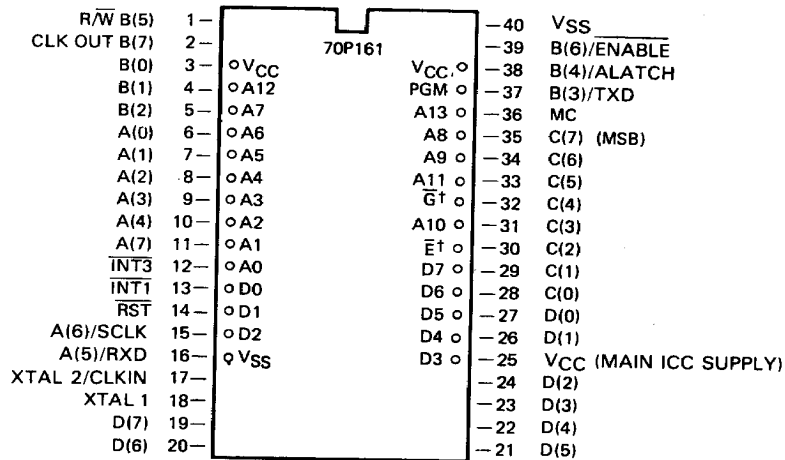 70P161
R/W̅ B(5) 1 40 VSS
CLK OUT B(7) 2 39 B(6)/E̅N̅A̅B̅L̅E̅
B(0) 3 VCC VCC 38 B(4)/ALATCH
B(1) 4 A12 PGM 37 B(3)/TXD
B(2) 5 A7 A13 36 MC
A(0) 6 A6 A8 35 C(7) (MSB)
A(1) 7 A5 A9 34 C(6)
A(2) 8 A4 A11 33 C(5)
A(3) 9 A3 G̅† 32 C(4)
A(4) 10 A2 A10 31 C(3)
A(7) 11 A1 E̅† 30 C(2)
I̅N̅T̅3̅ 12 A0 D7 29 C(1)
I̅N̅T̅1̅ 13 D0 D6 28 C(0)
R̅S̅T̅ 14 D1 D5 27 D(0)
A(6)/SCLK 15 D2 D4 26 D(1)
A(5)/RXD 16 VSS D3 25 VCC (MAIN ICC SUPPLY)
XTAL 2/CLKIN 17 24 D(2)
XTAL 1 18 23 D(3)
D(7) 19 22 D(4)
D(6) 20 21 D(5)